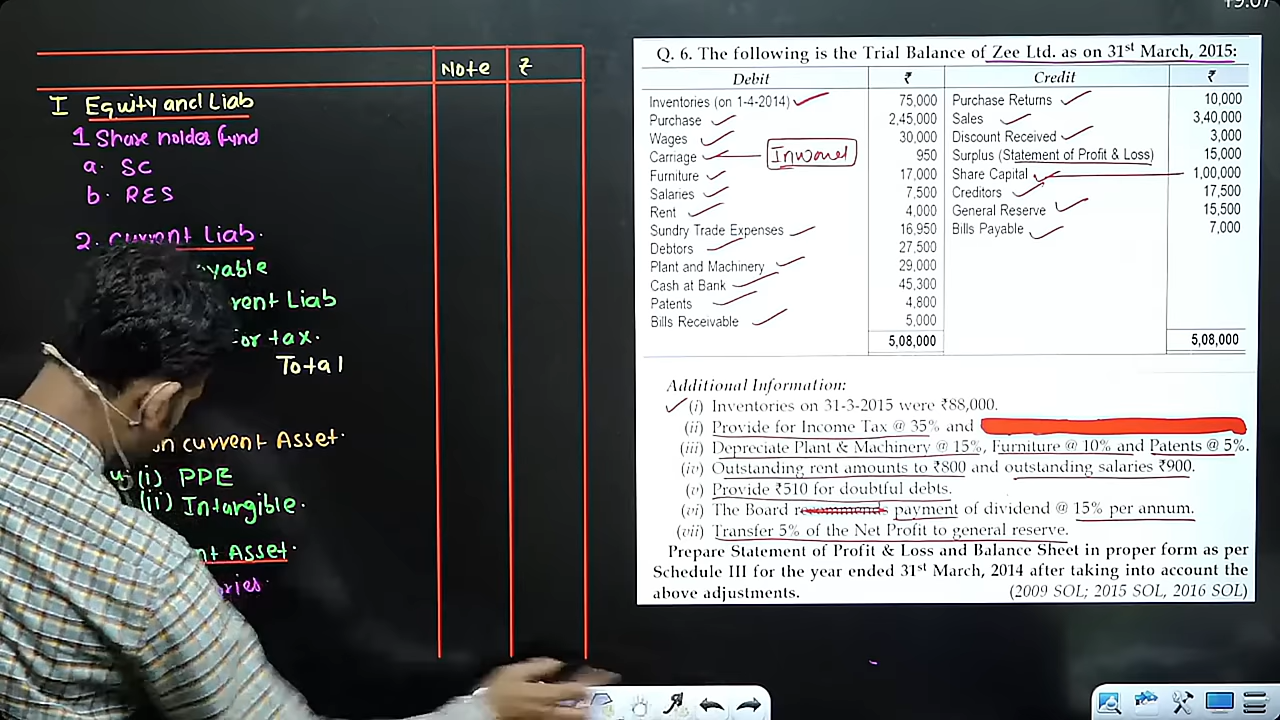 19:07
Note ₹
I Equity and Liab
1 Share holdes fund
a. SC
b. RES
2. current Liab.
yable
rent Liab
or tax.
Total
n current Asset.
(i) PPE
(ii) Intangible.
nt Asset.
ries.
Q. 6. The following is the Trial Balance of Zee Ltd. as on 31st March, 2015:
Debit ₹ Credit ₹
Inventories (on 1-4-2014) 75,000 Purchase Returns 10,000
Purchase 2,45,000 Sales 3,40,000
Wages 30,000 Discount Received 3,000
Carriage Inward 950 Surplus (Statement of Profit & Loss) 15,000
Furniture 17,000 Share Capital 1,00,000
Salaries 7,500 Creditors 17,500
Rent 4,000 General Reserve 15,500
Sundry Trade Expenses 16,950 Bills Payable 7,000
Debtors 27,500
Plant and Machinery 29,000
Cash at Bank 45,300
Patents 4,800
Bills Receivable 5,000
5,08,000 5,08,000
Additional Information:
(i) Inventories on 31-3-2015 were ₹88,000.
(ii) Provide for Income Tax @ 35% and
(iii) Depreciate Plant & Machinery @ 15%, Furniture @ 10% and Patents @ 5%.
(iv) Outstanding rent amounts to ₹800 and outstanding salaries ₹900.
(v) Provide ₹510 for doubtful debts.
(vi) The Board recommends payment of dividend @ 15% per annum.
(vii) Transfer 5% of the Net Profit to general reserve.
Prepare Statement of Profit & Loss and Balance Sheet in proper form as per
Schedule III for the year ended 31st March, 2014 after taking into account the
above adjustments. (2009 SOL; 2015 SOL, 2016 SOL)